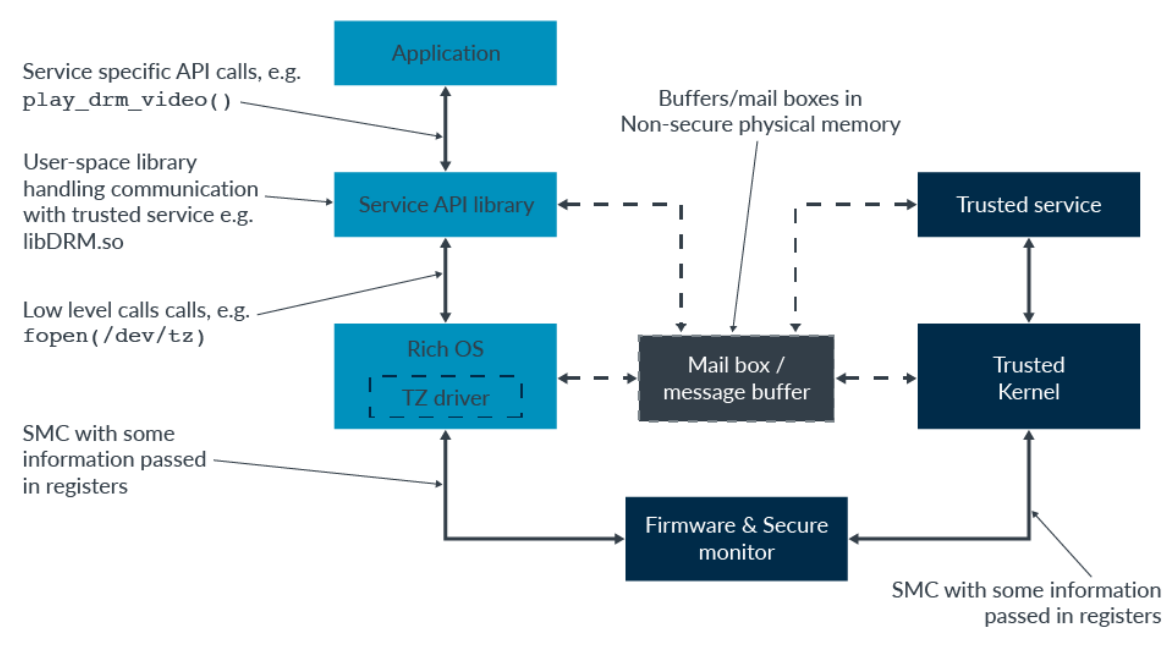 Application
Service specific API calls, e.g.
play_drm_video()
Buffers/mail boxes in
Non-secure physical memory
User-space library
handling communication
with trusted service e.g.
libDRM.so
Service API library
Trusted service
Low level calls calls, e.g.
fopen(/dev/tz)
Rich OS
TZ driver
Mail box /
message buffer
Trusted
Kernel
SMC with some
information passed
in registers
Firmware & Secure
monitor
SMC with some information
passed in registers